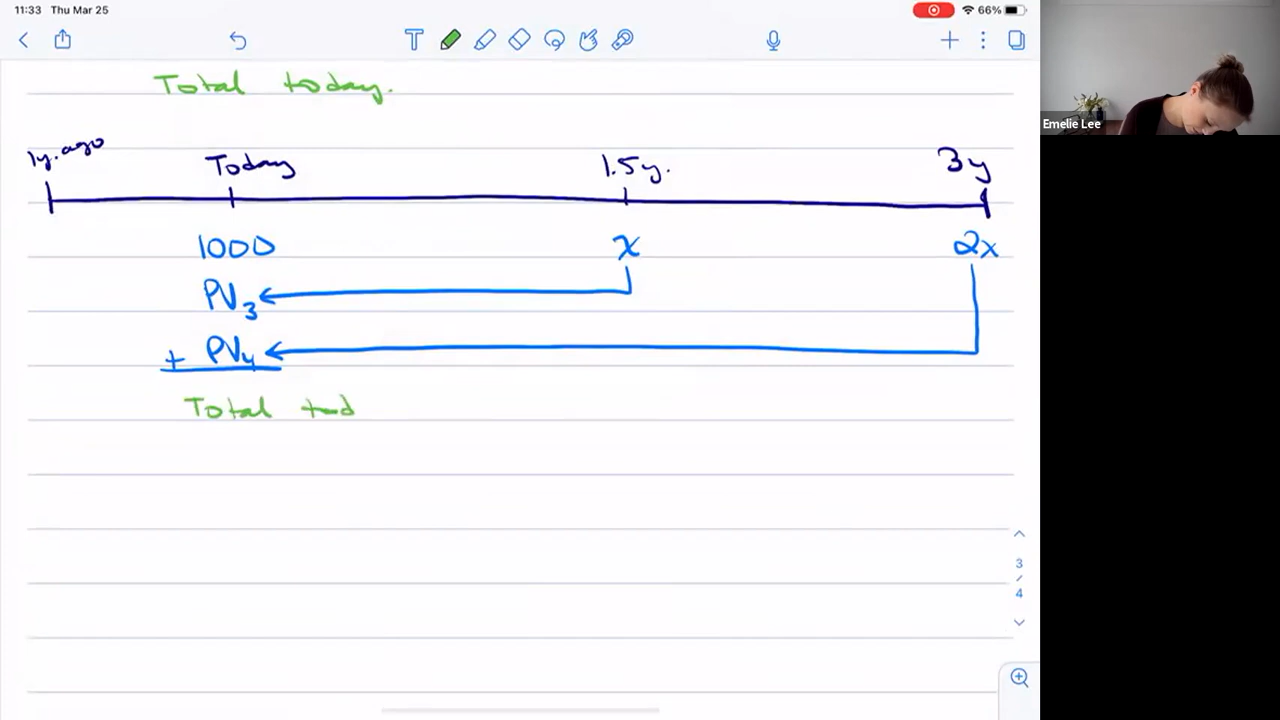 11:33 Thu Mar 25
66%
T
Emelie Lee
Total today.
1y. ago Today 1.5y. 3y
1000 x 2x
PV3
+ PV4
Total tod
3
/
4